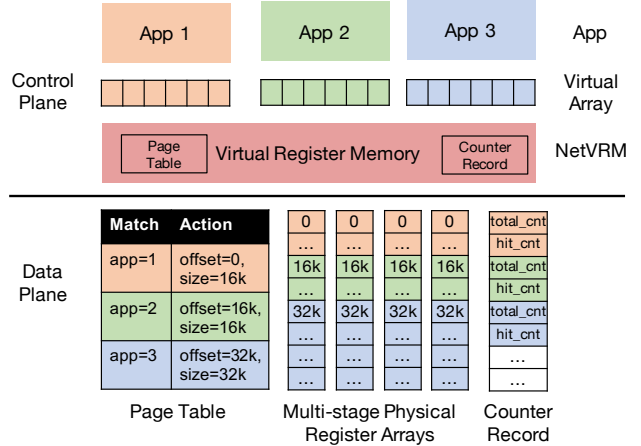 App 1 App 2 App 3 App
Control
Plane
Virtual
Array
Page
Table
Virtual Register Memory
Counter
Record
NetVRM
Data
Plane
Match Action
app=1 offset=0,
size=16k
app=2 offset=16k,
size=16k
app=3 offset=32k,
size=32k
0 0 0 0
... ... ... ...
16k 16k 16k 16k
... ... ... ...
32k 32k 32k 32k
... ... ... ...
... ... ... ...
... ... ... ...
total_cnt
hit_cnt
total_cnt
hit_cnt
total_cnt
hit_cnt
...
...
Page Table
Multi-stage Physical
Register Arrays
Counter
Record